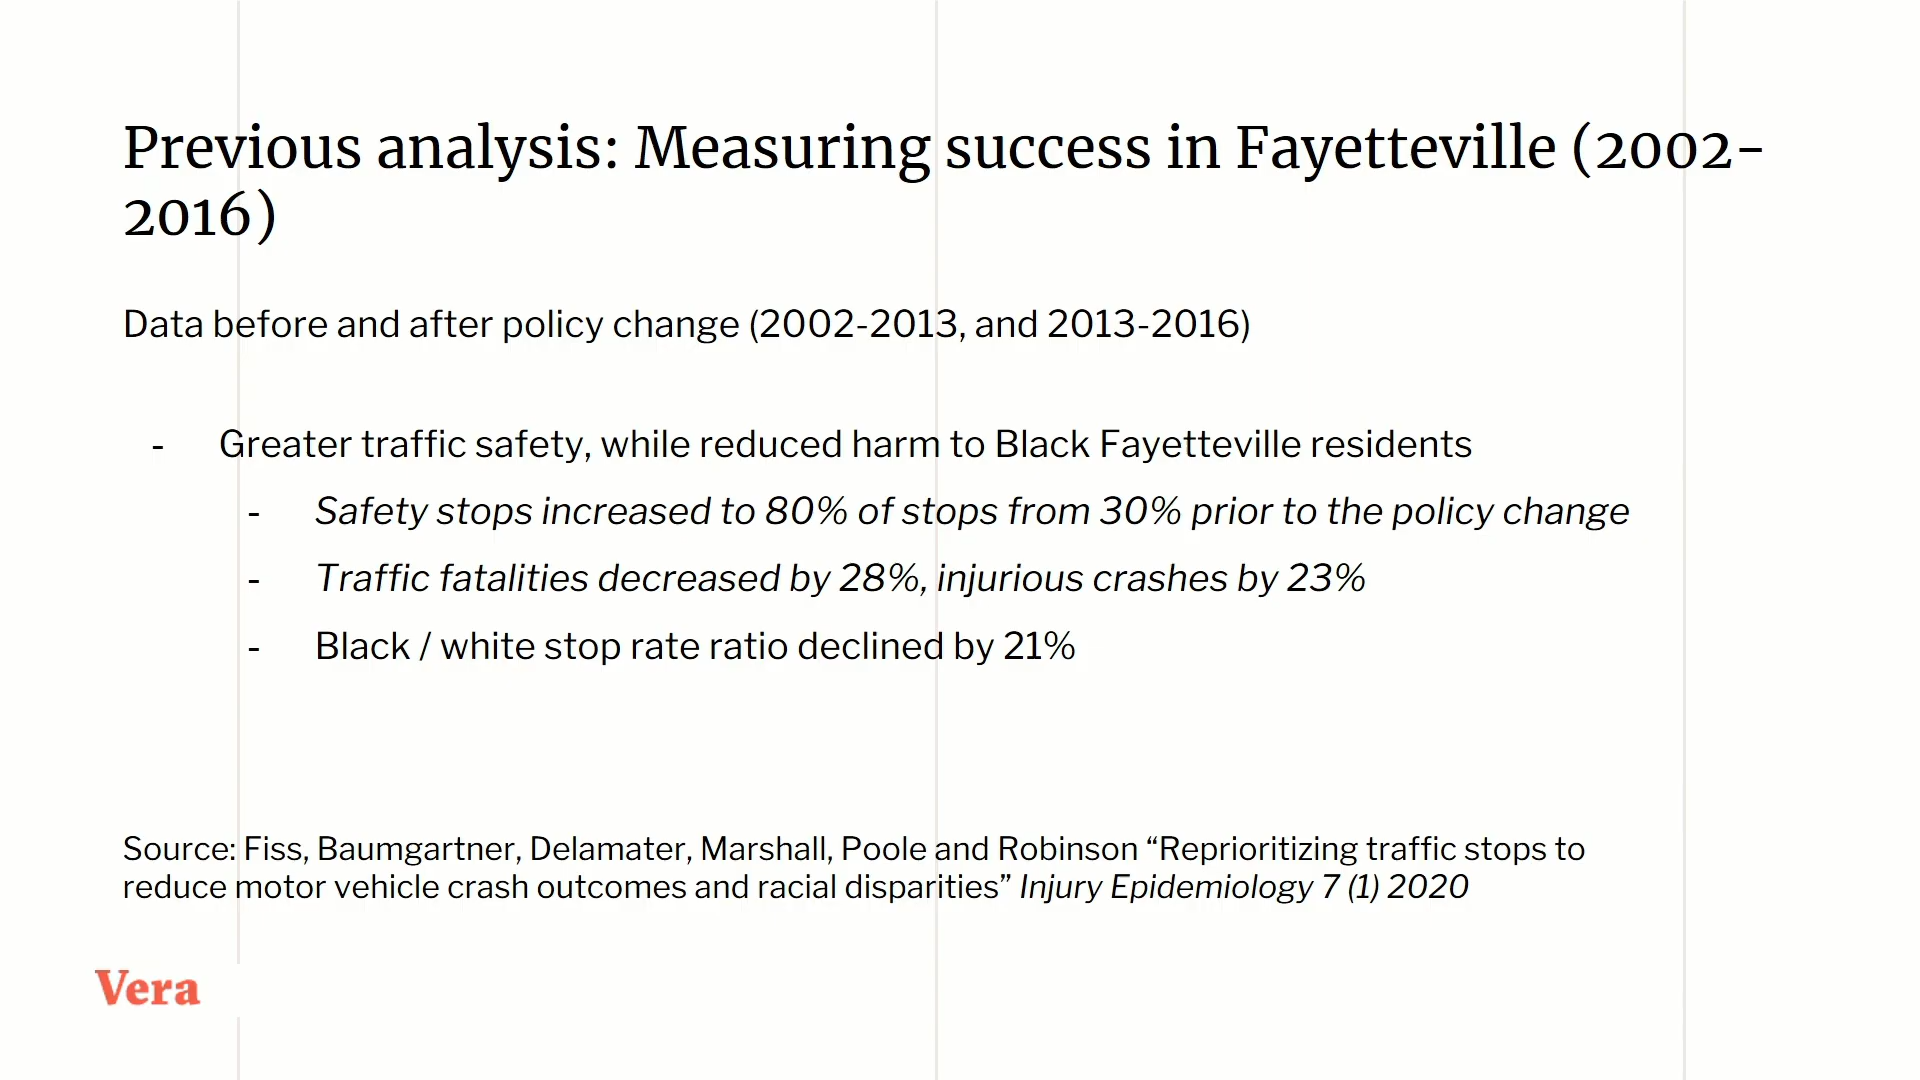 Previous analysis: Measuring success in Fayetteville (2002-
2016)
Data before and after policy change (2002-2013, and 2013-2016)
- Greater traffic safety, while reduced harm to Black Fayetteville residents
- Safety stops increased to 80% of stops from 30% prior to the policy change
- Traffic fatalities decreased by 28%, injurious crashes by 23%
- Black / white stop rate ratio declined by 21%
Source: Fiss, Baumgartner, Delamater, Marshall, Poole and Robinson “Reprioritizing traffic stops to
reduce motor vehicle crash outcomes and racial disparities” Injury Epidemiology 7 (1) 2020
Vera